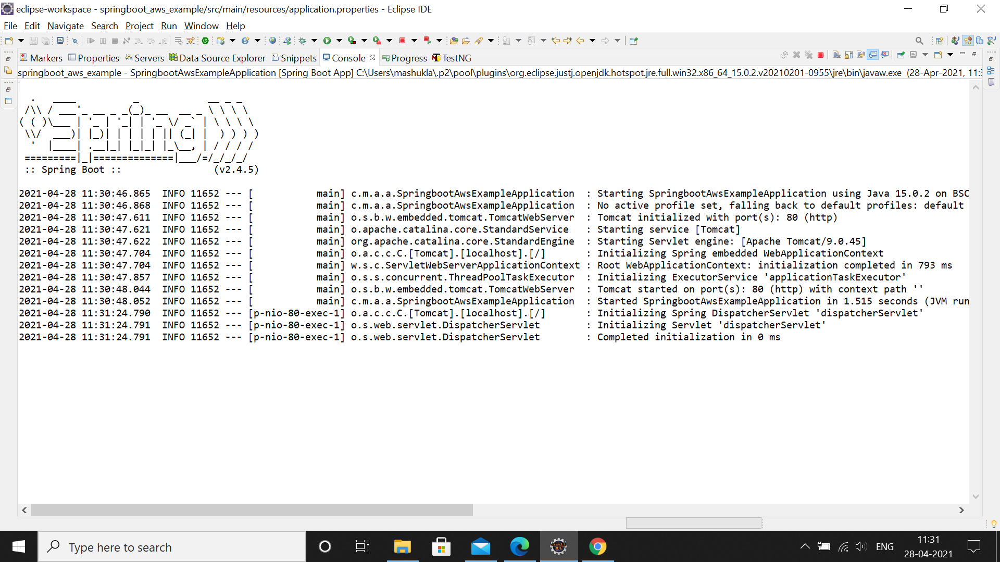 eclipse-workspace - springboot_aws_example/src/main/resources/application.properties - Eclipse IDE
File Edit Navigate Search Project Run Window Help
Markers Properties Servers Data Source Explorer Snippets Console Progress TestNG
springboot_aws_example - SpringbootAwsExampleApplication [Spring Boot App] C:\Users\mashukla\.p2\pool\plugins\org.eclipse.justj.openjdk.hotspot.jre.full.win32.x86_64_15.0.2.v20210201-0955\jre\bin\javaw.exe (28-Apr-2021, 11:3
  .   ____          _            __ _ _
 /\\ / ___'_ __ _ _(_)_ __  __ _ \ \ \ \
( ( )\___ | '_ | '_| | '_ \/ _` | \ \ \ \
 \\/  ___)| |_)| | | | | || (_| |  ) ) ) )
  '  |____| .__|_| |_|_| |_\__, | / / / /
 =========|_|==============|___/=/_/_/_/
 :: Spring Boot ::                (v2.4.5)
2021-04-28 11:30:46.865  INFO 11652 --- [           main] c.m.a.a.SpringbootAwsExampleApplication  : Starting SpringbootAwsExampleApplication using Java 15.0.2 on BSC
2021-04-28 11:30:46.868  INFO 11652 --- [           main] c.m.a.a.SpringbootAwsExampleApplication  : No active profile set, falling back to default profiles: default
2021-04-28 11:30:47.611  INFO 11652 --- [           main] o.s.b.w.embedded.tomcat.TomcatWebServer  : Tomcat initialized with port(s): 80 (http)
2021-04-28 11:30:47.621  INFO 11652 --- [           main] o.apache.catalina.core.StandardService   : Starting service [Tomcat]
2021-04-28 11:30:47.622  INFO 11652 --- [           main] org.apache.catalina.core.StandardEngine  : Starting Servlet engine: [Apache Tomcat/9.0.45]
2021-04-28 11:30:47.704  INFO 11652 --- [           main] o.a.c.c.C.[Tomcat].[localhost].[/]       : Initializing Spring embedded WebApplicationContext
2021-04-28 11:30:47.704  INFO 11652 --- [           main] w.s.c.ServletWebServerApplicationContext : Root WebApplicationContext: initialization completed in 793 ms
2021-04-28 11:30:47.857  INFO 11652 --- [           main] o.s.s.concurrent.ThreadPoolTaskExecutor  : Initializing ExecutorService 'applicationTaskExecutor'
2021-04-28 11:30:48.044  INFO 11652 --- [           main] o.s.b.w.embedded.tomcat.TomcatWebServer  : Tomcat started on port(s): 80 (http) with context path ''
2021-04-28 11:30:48.052  INFO 11652 --- [           main] c.m.a.a.SpringbootAwsExampleApplication  : Started SpringbootAwsExampleApplication in 1.515 seconds (JVM run
2021-04-28 11:31:24.790  INFO 11652 --- [p-nio-80-exec-1] o.a.c.c.C.[Tomcat].[localhost].[/]       : Initializing Spring DispatcherServlet 'dispatcherServlet'
2021-04-28 11:31:24.791  INFO 11652 --- [p-nio-80-exec-1] o.s.web.servlet.DispatcherServlet        : Initializing Servlet 'dispatcherServlet'
2021-04-28 11:31:24.791  INFO 11652 --- [p-nio-80-exec-1] o.s.web.servlet.DispatcherServlet        : Completed initialization in 0 ms
Type here to search
Java EE
IDE
ENG
11:31
28-04-2021